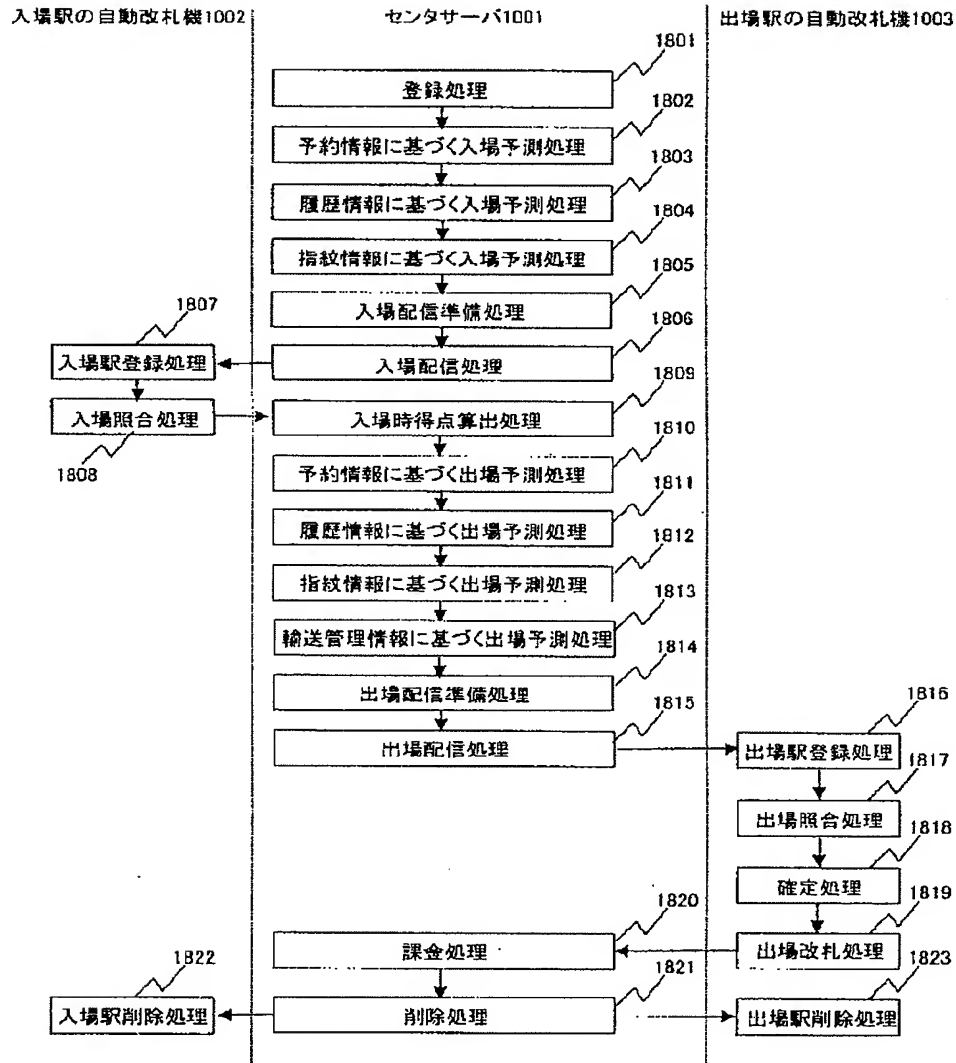 入場駅の自動改札機1002
センタサーバ1001
出場駅の自動改札機1003
1801
登録処理
1802
予約情報に基づく入場予測処理
1803
履歴情報に基づく入場予測処理
1804
指紋情報に基づく入場予測処理
1805
入場配信準備処理
1806
入場配信処理
1807
入場駅登録処理
1808
入場照合処理
1809
入場時得点算出処理
1810
予約情報に基づく出場予測処理
1811
履歴情報に基づく出場予測処理
1812
指紋情報に基づく出場予測処理
1813
輸送管理情報に基づく出場予測処理
1814
出場配信準備処理
1815
出場配信処理
1816
出場駅登録処理
1817
出場照合処理
1818
確定処理
1819
出場改札処理
1820
課金処理
1821
削除処理
1822
入場駅削除処理
1823
出場駅削除処理